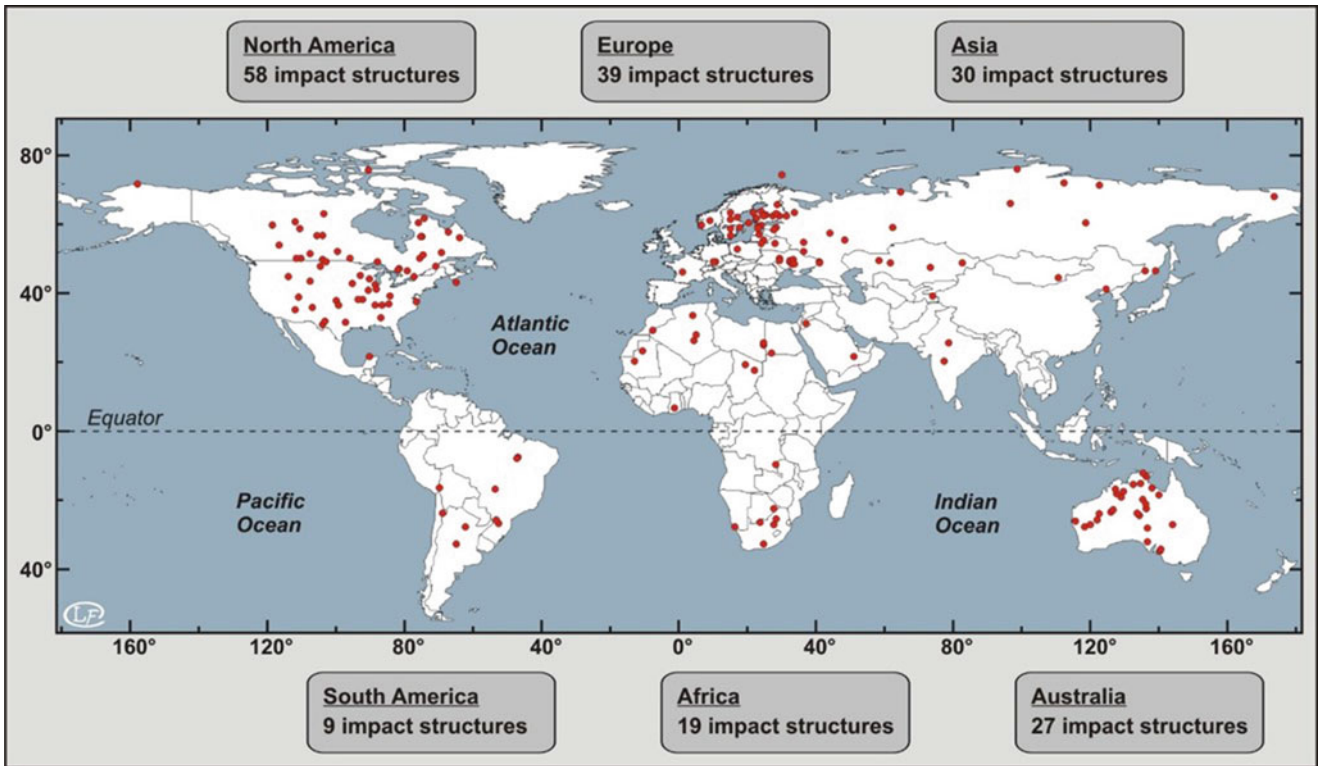 North America
58 impact structures
Europe
39 impact structures
Asia
30 impact structures
80°
40°
0°
40°
Atlantic
Ocean
Equator
Pacific
Ocean
Indian
Ocean
LF
160° 120° 80° 40° 0° 40° 80° 120° 160°
South America
9 impact structures
Africa
19 impact structures
Australia
27 impact structures